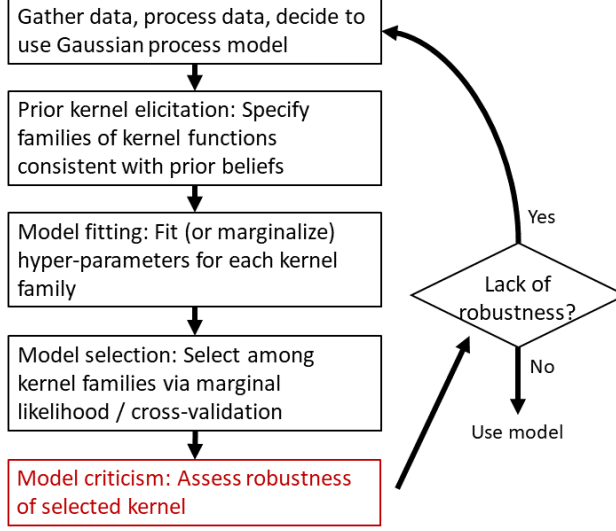 Gather data, process data, decide to
use Gaussian process model
Prior kernel elicitation: Specify
families of kernel functions
consistent with prior beliefs
Model fitting: Fit (or marginalize)
hyper-parameters for each kernel
family
Model selection: Select among
kernel families via marginal
likelihood / cross-validation
Model criticism: Assess robustness
of selected kernel
Lack of
robustness?
Yes
No
Use model